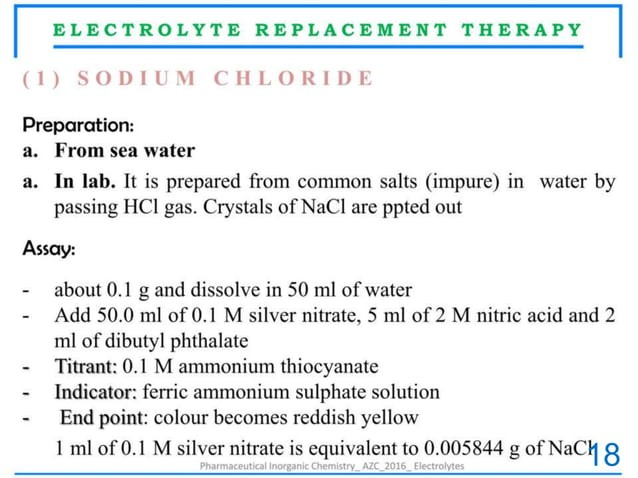 ELECTROLYTE REPLACEMENT THERAPY
(1) SODIUM CHLORIDE
Preparation:
a. From sea water
a. In lab. It is prepared from common salts (impure) in water by
passing HCl gas. Crystals of NaCl are ppted out
Assay:
- about 0.1 g and dissolve in 50 ml of water
- Add 50.0 ml of 0.1 M silver nitrate, 5 ml of 2 M nitric acid and 2
ml of dibutyl phthalate
- Titrant: 0.1 M ammonium thiocyanate
- Indicator: ferric ammonium sulphate solution
- End point: colour becomes reddish yellow
1 ml of 0.1 M silver nitrate is equivalent to 0.005844 g of NaCl
18
Pharmaceutical Inorganic Chemistry_ AZC_2016_ Electrolytes